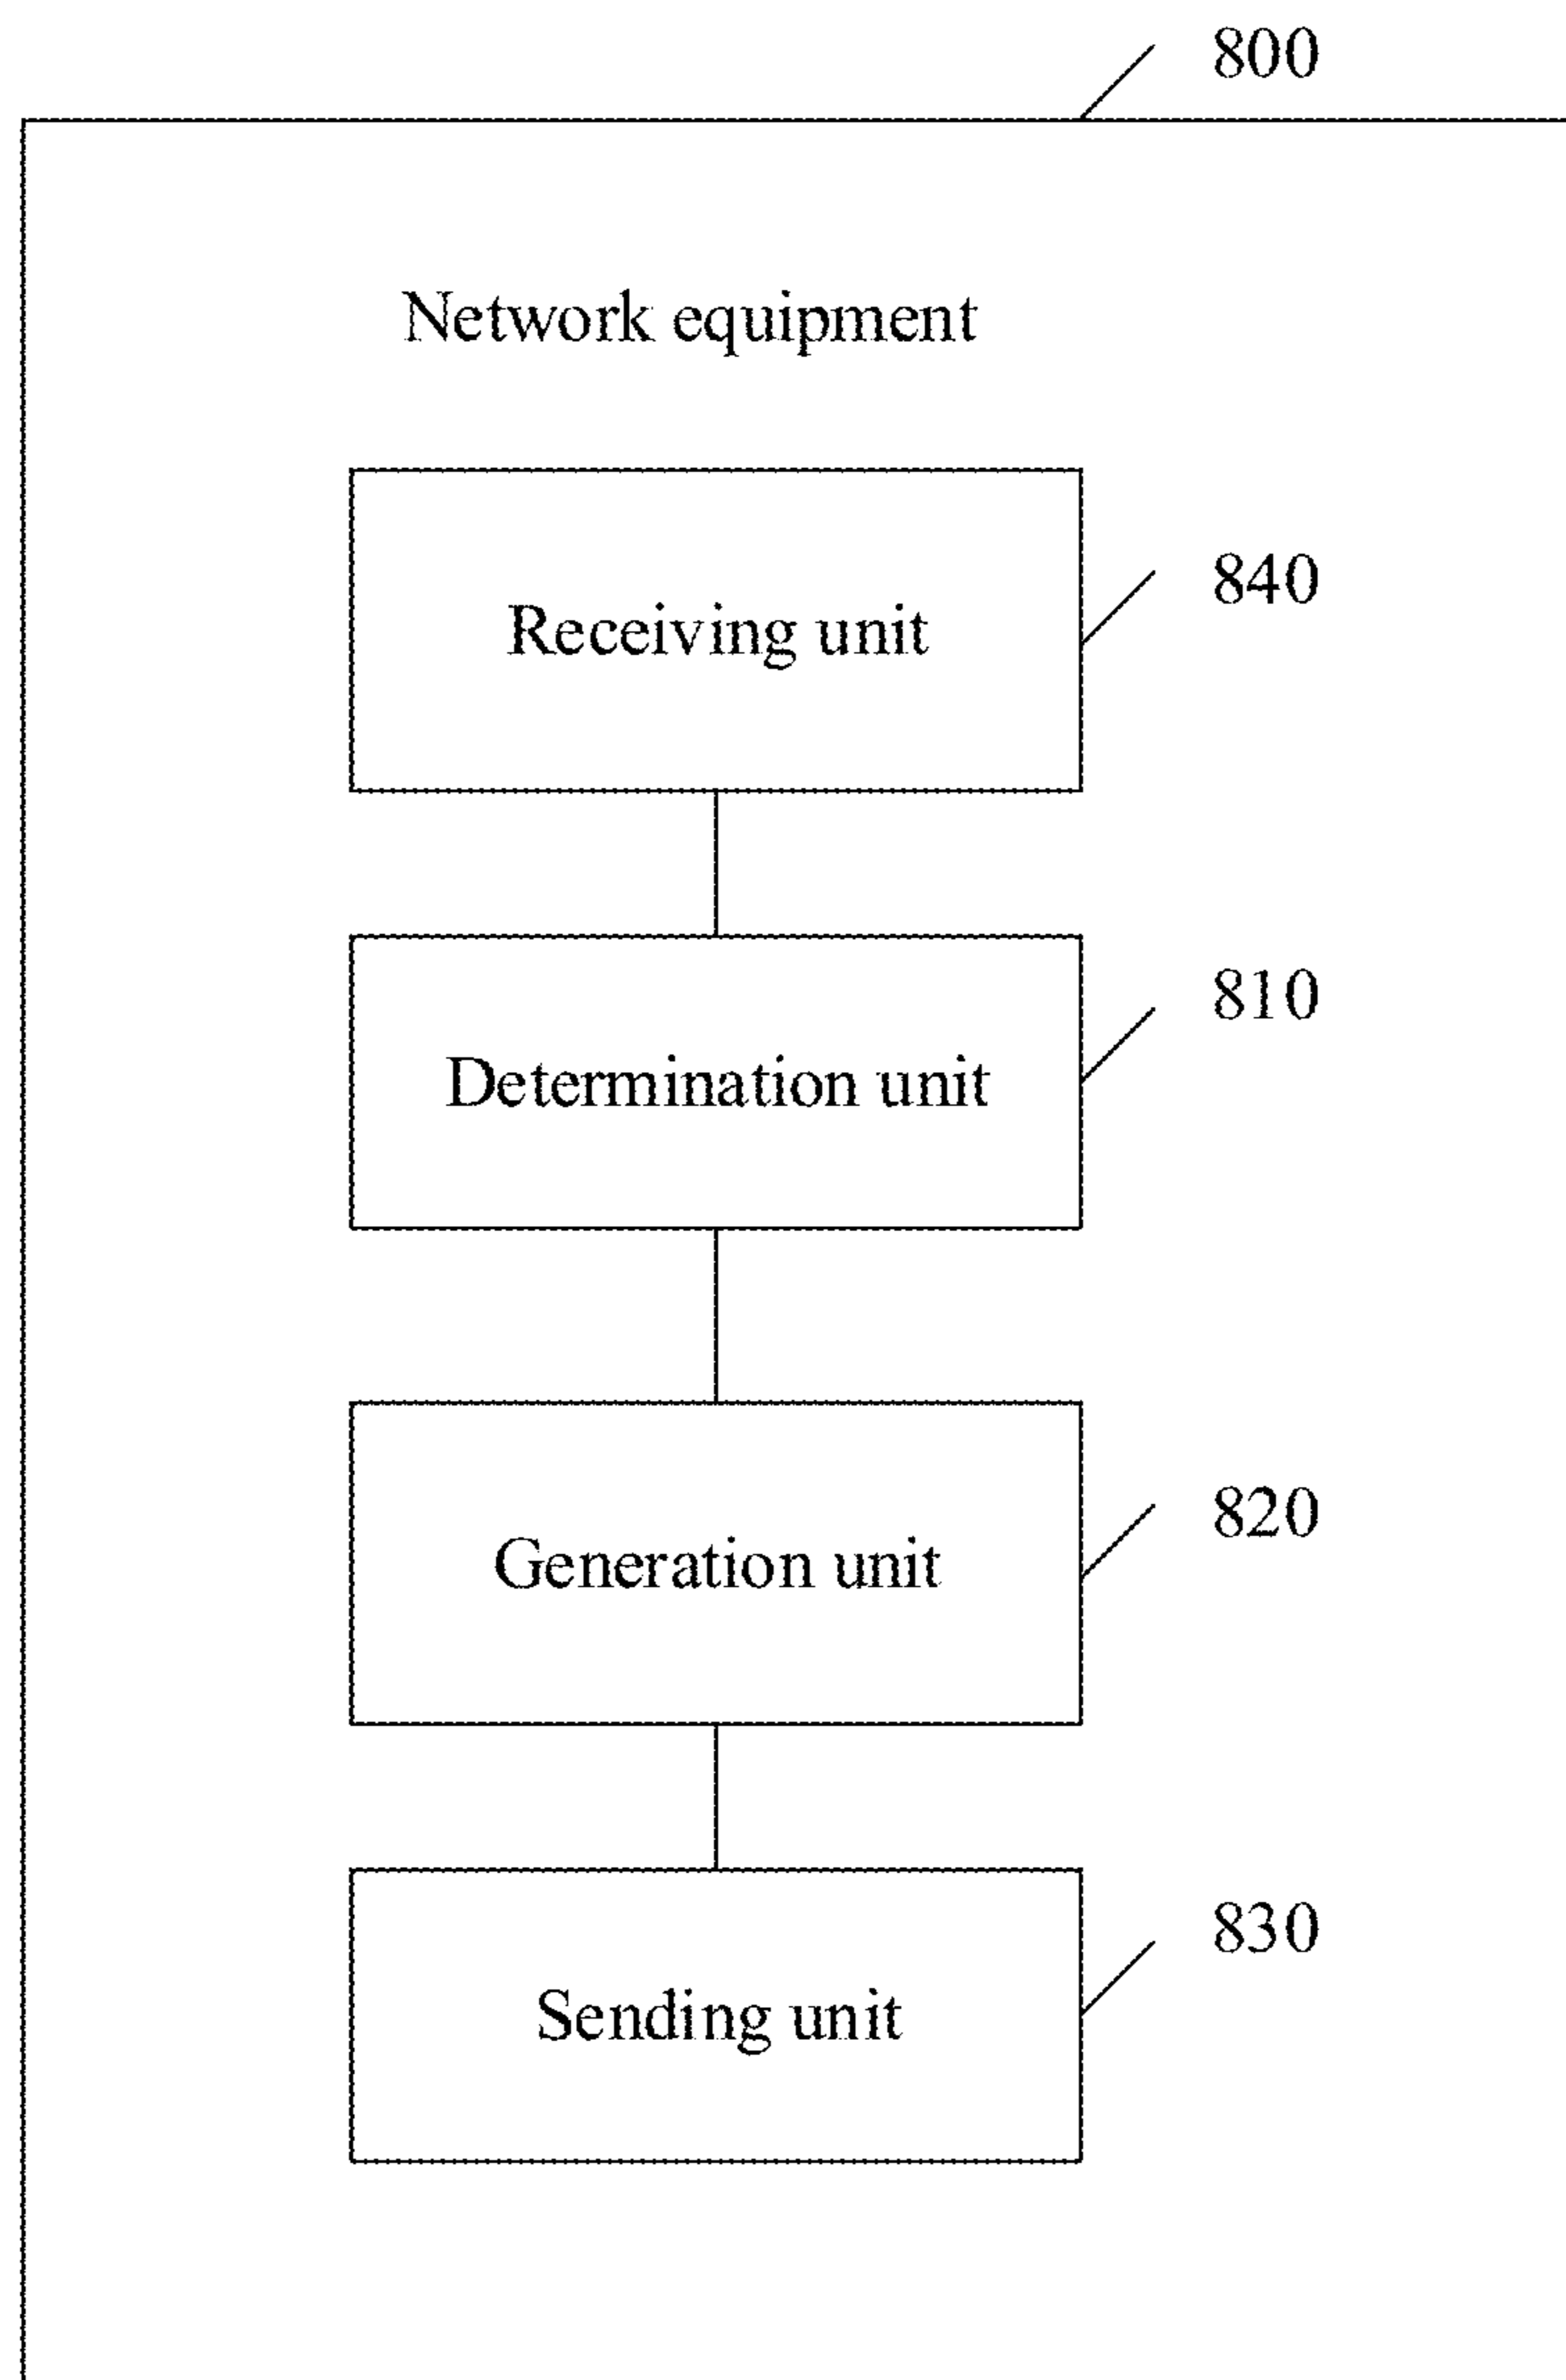 800
Network equipment
840
Receiving unit
810
Determination unit
820
Generation unit
830
Sending unit